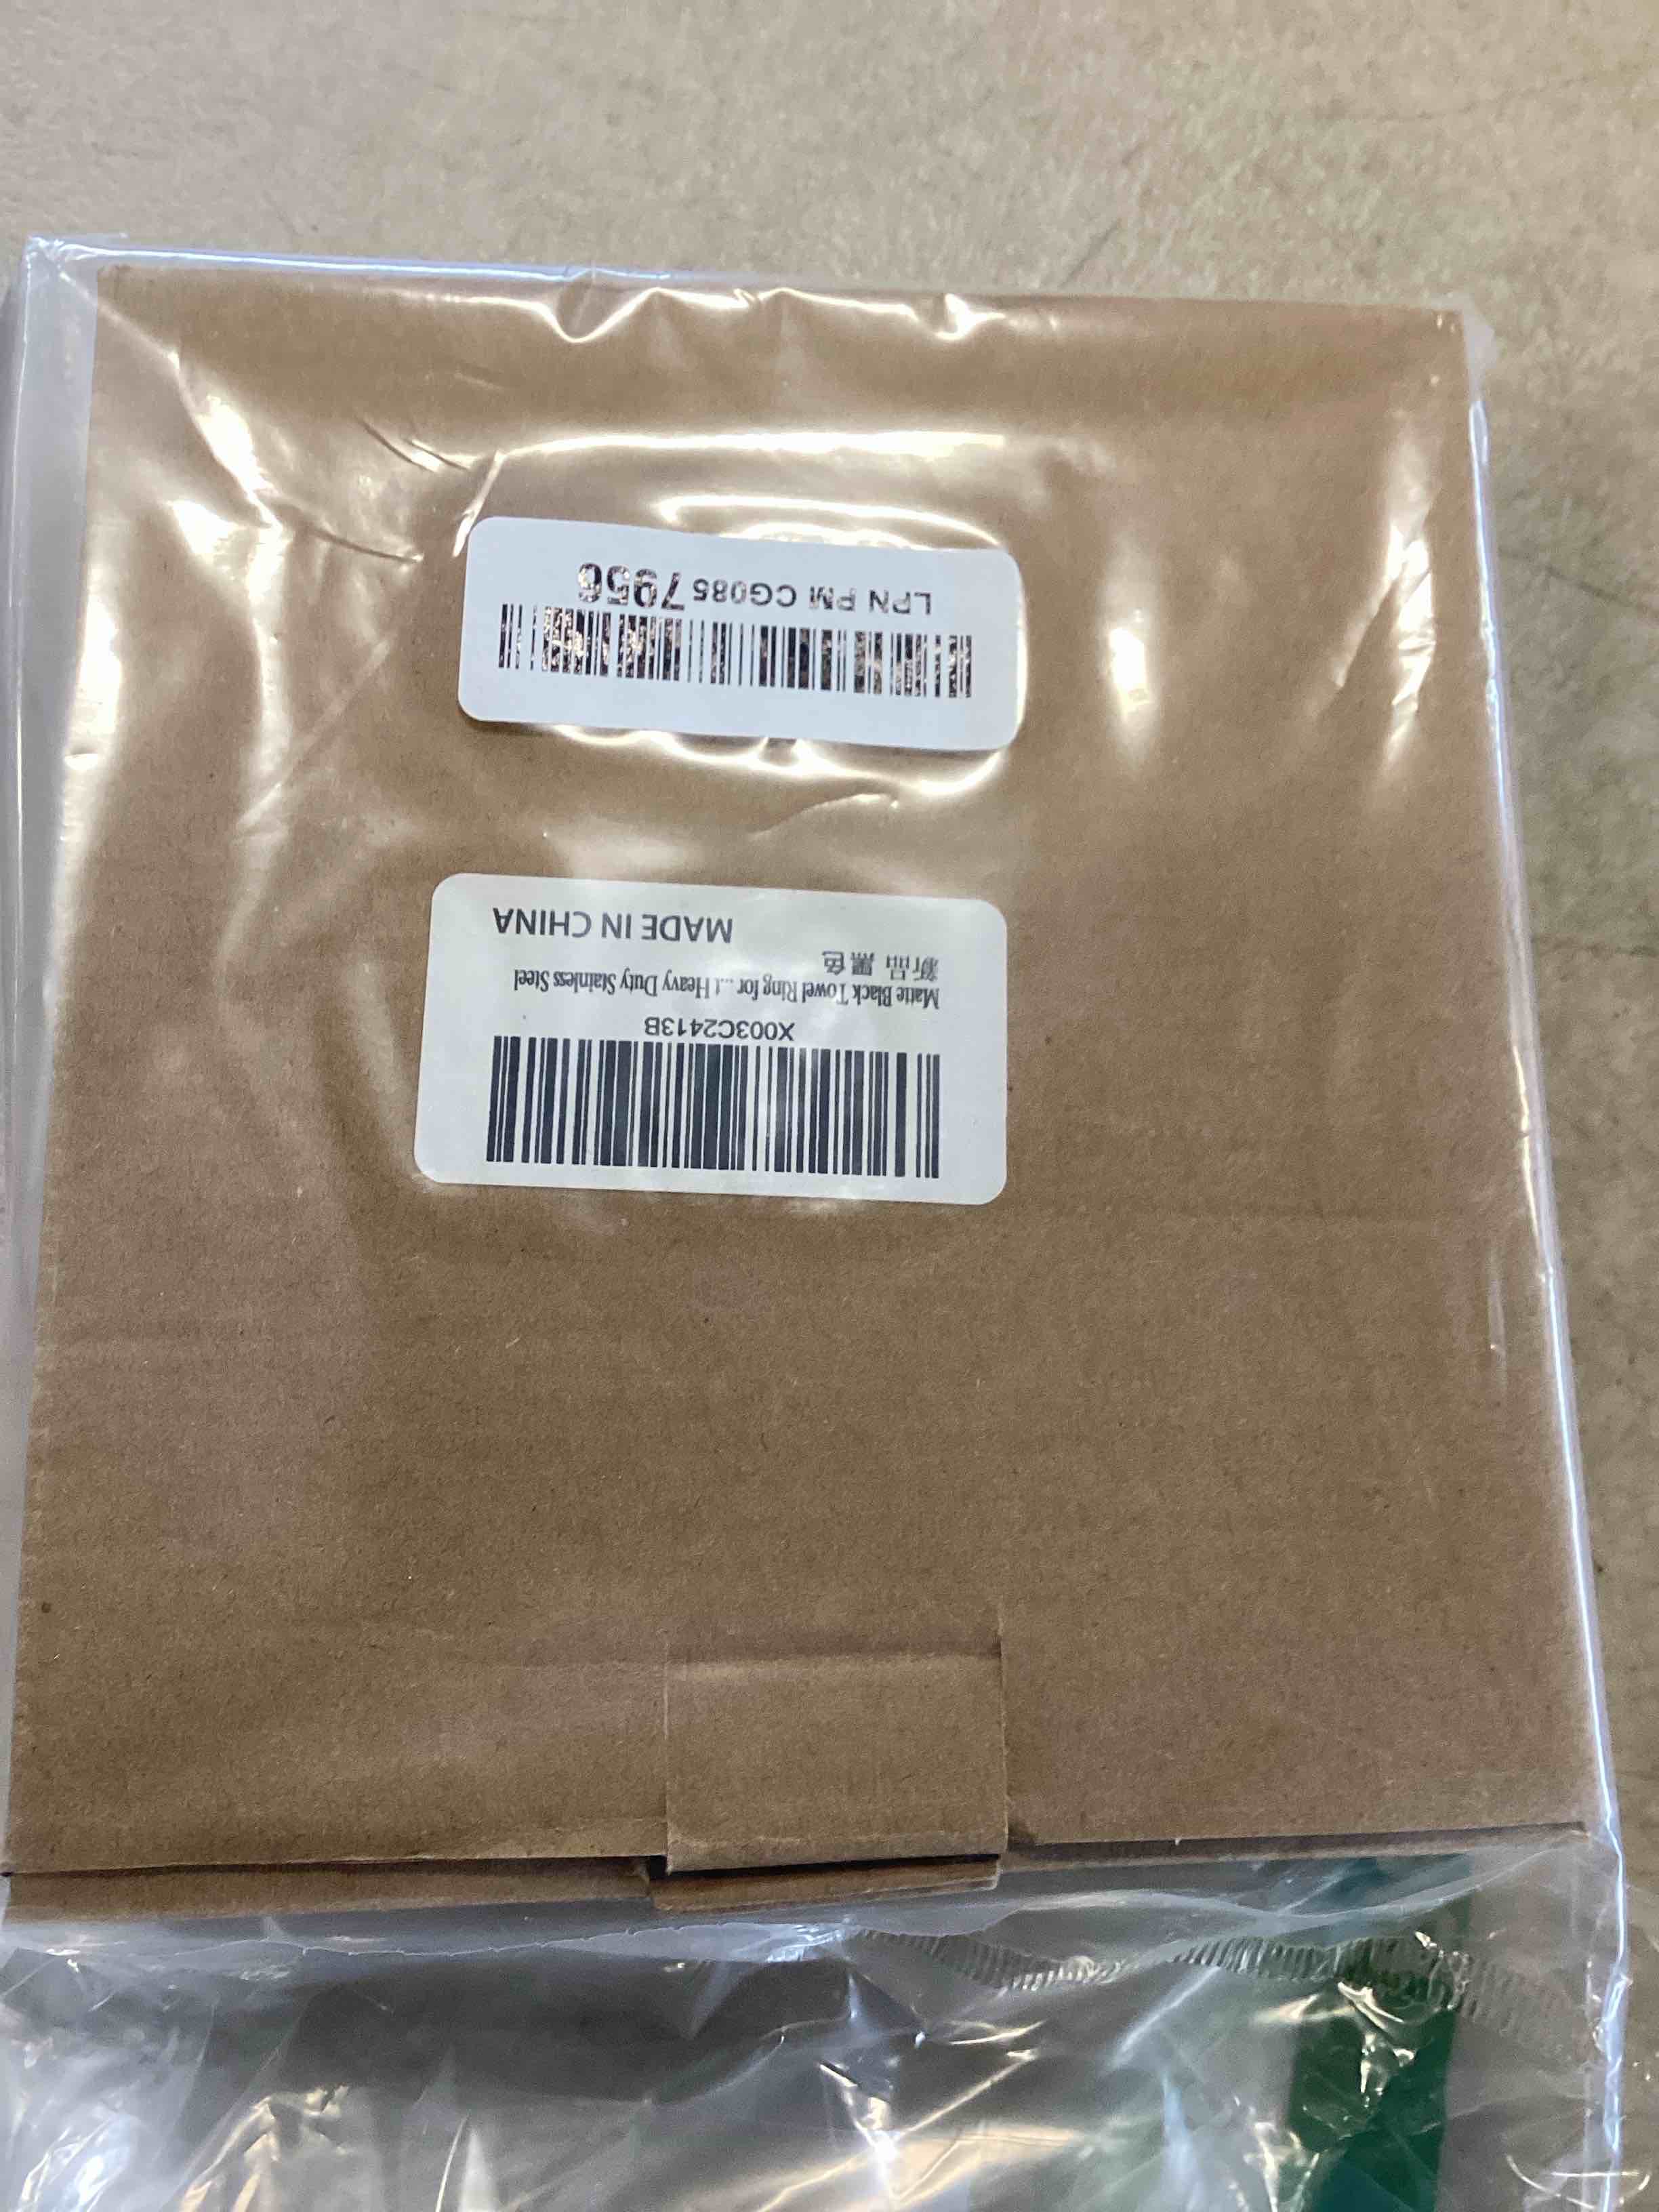 X003C2413B
Matte Black Towel Ring for ...t Heavy Duty Stainless Steel
新品 黑色
MADE IN CHINA
LPN PM CG085 7956